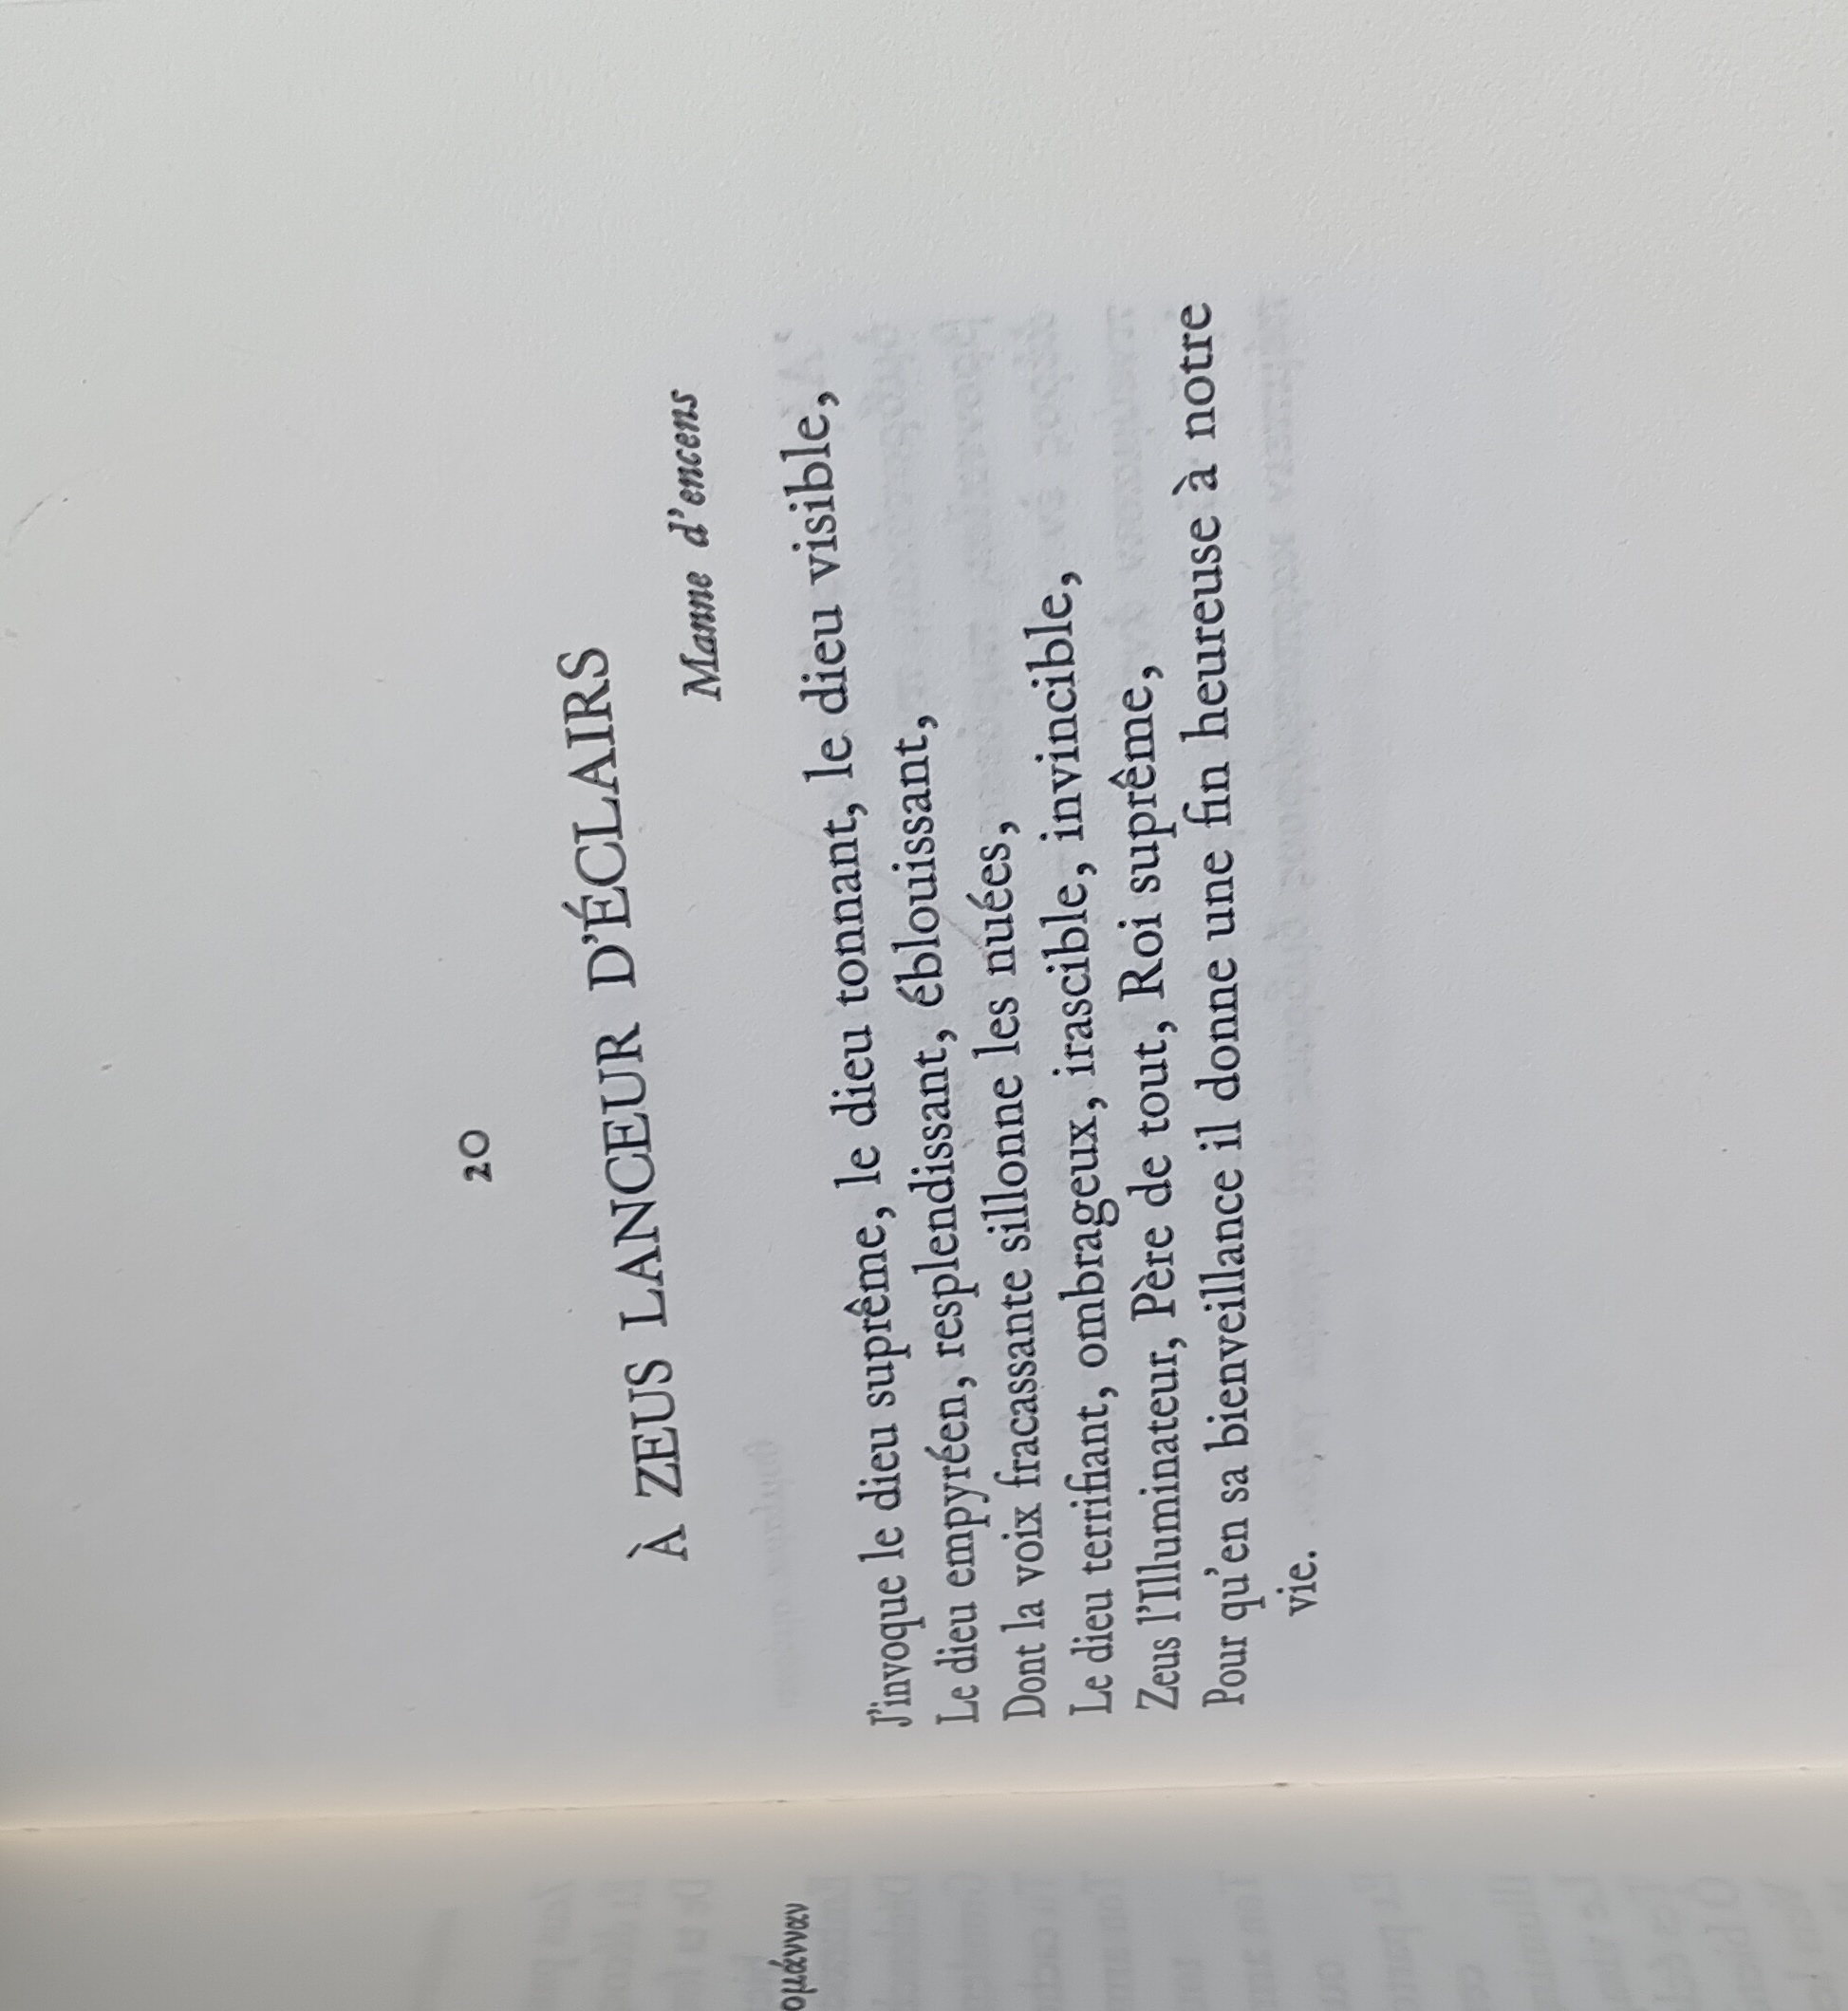 20
À ZEUS LANCEUR D'ÉCLAIRS
Manne d'encens
J'invoque le dieu suprême, le dieu tonnant, le dieu visible,
Le dieu empyréen, resplendissant, éblouissant,
Dont la voix fracassante sillonne les nuées,
Le dieu terrifiant, ombrageux, irascible, invincible,
Zeus l'Illuminateur, Père de tout, Roi suprême,
Pour qu'en sa bienveillance il donne une fin heureuse à notre
vie.
ομάνναν